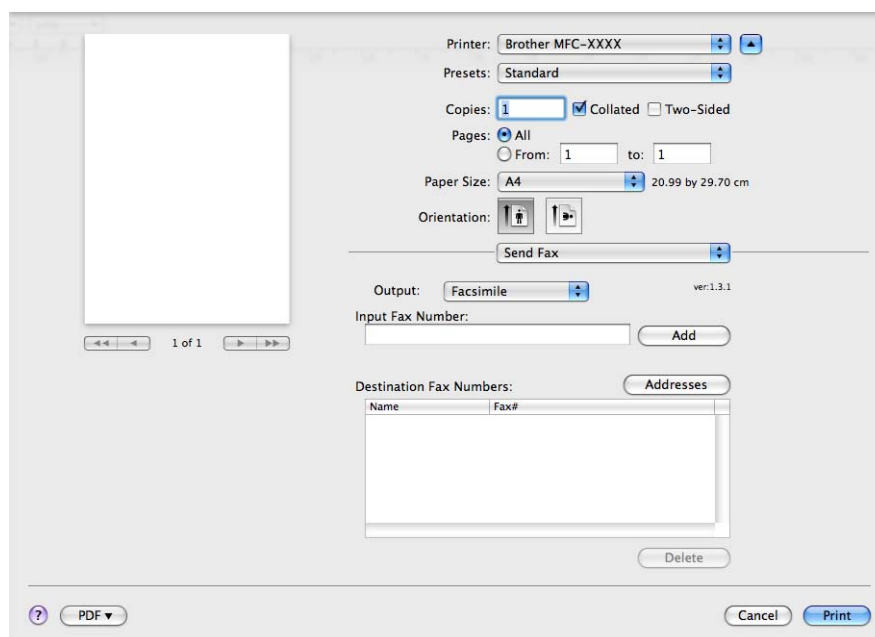 Printer: Brother MFC-XXXX
Presets: Standard
Copies: 1 Collated Two-Sided
Pages: All
From: 1 to: 1
Paper Size: A4 20.99 by 29.70 cm
Orientation:
Send Fax
Output: Facsimile ver:1.3.1
Input Fax Number:
Add
1 of 1
Destination Fax Numbers: Addresses
Name Fax#
Delete
? PDF Cancel Print